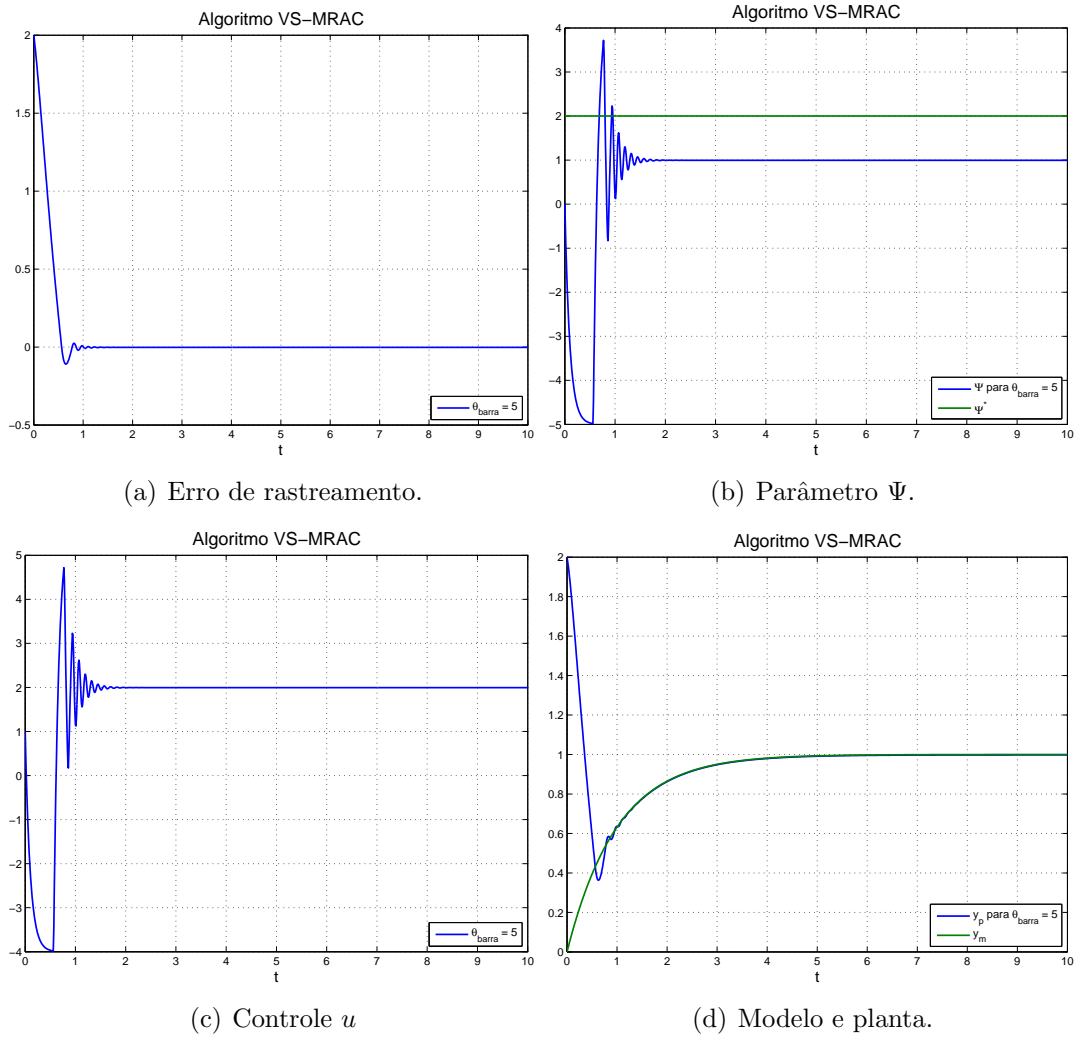 Algoritmo VS−MRAC
2
1.5
1
0.5
0
−0.5
0 1 2 3 4 5 6 7 8 9 10
t
θbarra = 5
(a) Erro de rastreamento.
Algoritmo VS−MRAC
4
3
2
1
0
−1
−2
−3
−4
−5
0 1 2 3 4 5 6 7 8 9 10
t
Ψ para θbarra = 5
Ψ*
(b) Parâmetro Ψ.
Algoritmo VS−MRAC
5
4
3
2
1
0
−1
−2
−3
−4
0 1 2 3 4 5 6 7 8 9 10
t
θbarra = 5
(c) Controle u
Algoritmo VS−MRAC
2
1.8
1.6
1.4
1.2
1
0.8
0.6
0.4
0.2
0
0 1 2 3 4 5 6 7 8 9 10
t
yp para θbarra = 5
ym
(d) Modelo e planta.